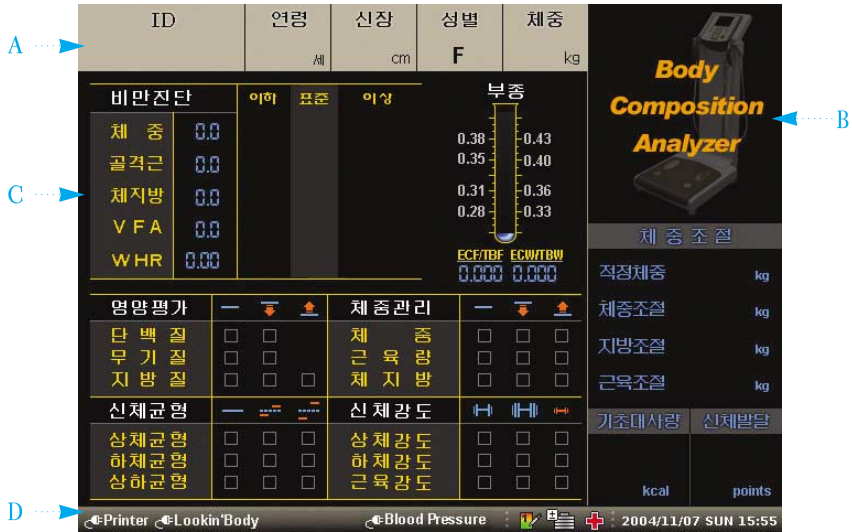 ID 연령 신장 성별 체중
세 cm F kg
A
Body
Composition
Analyzer
B
비만진단 이하 표준 이상 부종
체 중 0.0
골격근 0.0
체지방 0.0
VFA 0.0
WHR 0.00
C
0.38 0.43
0.35 0.40
0.31 0.36
0.28 0.33
ECF/TBF ECW/TBW
0.000 0.000
체중조절
적정체중 kg
체중조절 kg
지방조절 kg
근육조절 kg
영양평가 체중관리
단백질 체 중
무기질 근육량
지방질 체지방
신체균형 신체강도
상체균형 상체강도
하체균형 하체강도
상하균형 근육강도
기초대사량 신체발달
kcal points
D
Printer Lookin'Body Blood Pressure 2004/11/07 SUN 15:55